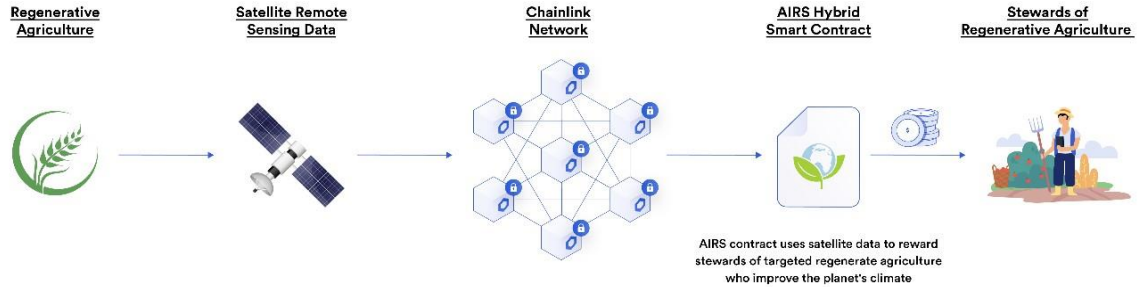 Regenerative
Agriculture
Satellite Remote
Sensing Data
Chainlink
Network
AIRS Hybrid
Smart Contract
Stewards of
Regenerative Agriculture
$
AIRS contract uses satellite data to reward
stewards of targeted regenerate agriculture
who improve the planet's climate